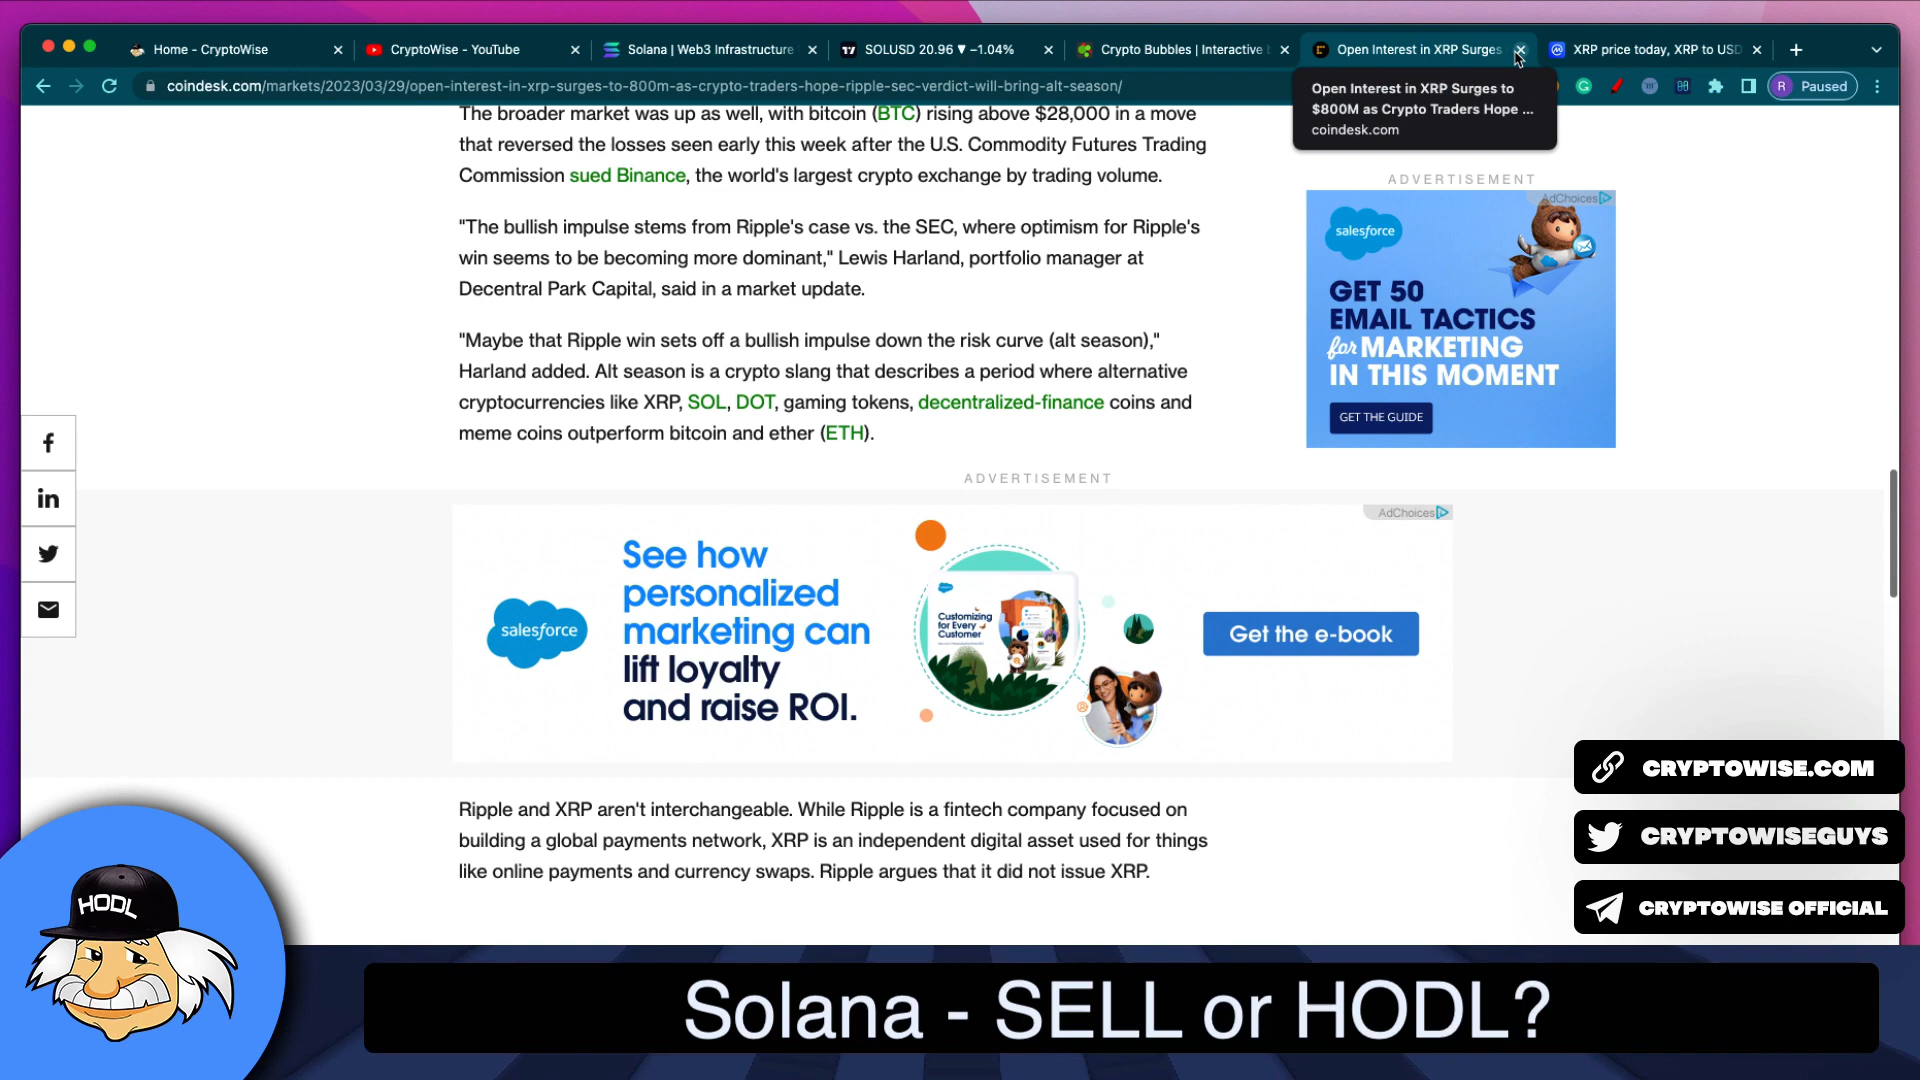 Home - CryptoWise
CryptoWise - YouTube
Solana | Web3 Infrastructure
SOLUSD 20.96 ▼ −1.04%
Crypto Bubbles | Interactive
Open Interest in XRP Surges
XRP price today, XRP to USD
coindesk.com/markets/2023/03/29/open-interest-in-xrp-surges-to-800m-as-crypto-traders-hope-ripple-sec-verdict-will-bring-alt-season/
R Paused
Open Interest in XRP Surges to
$800M as Crypto Traders Hope ...
coindesk.com
The broader market was up as well, with bitcoin (BTC) rising above $28,000 in a move
that reversed the losses seen early this week after the U.S. Commodity Futures Trading
Commission sued Binance, the world's largest crypto exchange by trading volume.
"The bullish impulse stems from Ripple's case vs. the SEC, where optimism for Ripple's
win seems to be becoming more dominant," Lewis Harland, portfolio manager at
Decentral Park Capital, said in a market update.
"Maybe that Ripple win sets off a bullish impulse down the risk curve (alt season),"
Harland added. Alt season is a crypto slang that describes a period where alternative
cryptocurrencies like XRP, SOL, DOT, gaming tokens, decentralized-finance coins and
meme coins outperform bitcoin and ether (ETH).
ADVERTISEMENT
AdChoices
salesforce
GET 50
EMAIL TACTICS
for MARKETING
IN THIS MOMENT
GET THE GUIDE
ADVERTISEMENT
AdChoices
salesforce
See how
personalized
marketing can
lift loyalty
and raise ROI.
Customizing
for Every
Customer
Get the e-book
Ripple and XRP aren't interchangeable. While Ripple is a fintech company focused on
building a global payments network, XRP is an independent digital asset used for things
like online payments and currency swaps. Ripple argues that it did not issue XRP.
CRYPTOWISE.COM
CRYPTOWISEGUYS
CRYPTOWISE OFFICIAL
HODL
Solana - SELL or HODL?